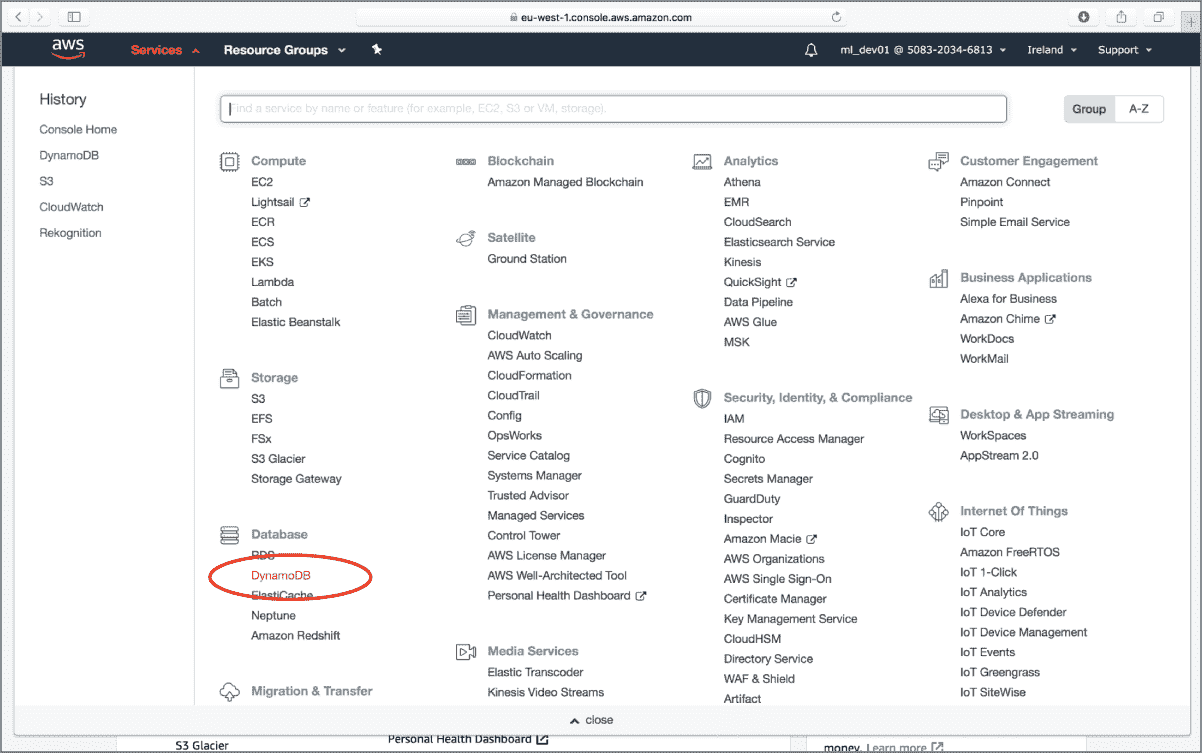 eu-west-1.console.aws.amazon.com
aws Services Resource Groups ml_dev01 @ 5083-2034-6813 Ireland Support
History
Console Home
DynamoDB
S3
CloudWatch
Rekognition
Find a service by name or feature (for example, EC2, S3 or VM, storage).
Group A-Z
Compute
EC2
Lightsail
ECR
ECS
EKS
Lambda
Batch
Elastic Beanstalk
Storage
S3
EFS
FSx
S3 Glacier
Storage Gateway
Database
RDS
DynamoDB
ElastiCache
Neptune
Amazon Redshift
Migration & Transfer
Blockchain
Amazon Managed Blockchain
Satellite
Ground Station
Management & Governance
CloudWatch
AWS Auto Scaling
CloudFormation
CloudTrail
Config
OpsWorks
Service Catalog
Systems Manager
Trusted Advisor
Managed Services
Control Tower
AWS License Manager
AWS Well-Architected Tool
Personal Health Dashboard
Media Services
Elastic Transcoder
Kinesis Video Streams
Analytics
Athena
EMR
CloudSearch
Elasticsearch Service
Kinesis
QuickSight
Data Pipeline
AWS Glue
MSK
Security, Identity, & Compliance
IAM
Resource Access Manager
Cognito
Secrets Manager
GuardDuty
Inspector
Amazon Macie
AWS Organizations
AWS Single Sign-On
Certificate Manager
Key Management Service
CloudHSM
Directory Service
WAF & Shield
Artifact
Customer Engagement
Amazon Connect
Pinpoint
Simple Email Service
Business Applications
Alexa for Business
Amazon Chime
WorkDocs
WorkMail
Desktop & App Streaming
WorkSpaces
AppStream 2.0
Internet Of Things
IoT Core
Amazon FreeRTOS
IoT 1-Click
IoT Analytics
IoT Device Defender
IoT Device Management
IoT Events
IoT Greengrass
IoT SiteWise
close
S3 Glacier
Personal Health Dashboard
money. Learn more